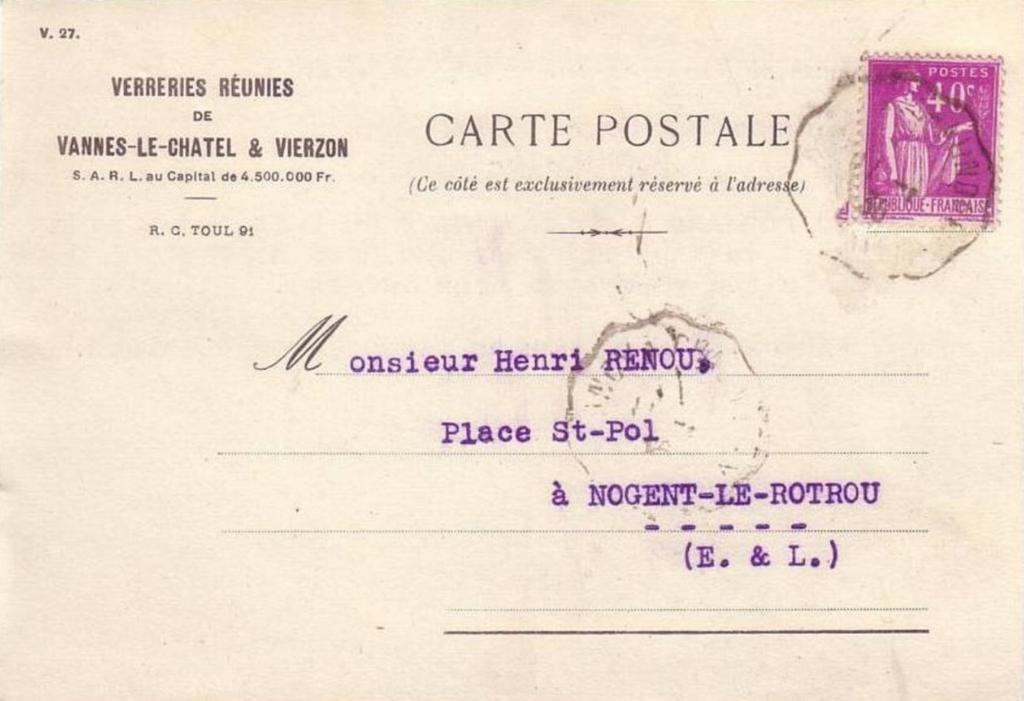 V. 27.
VERRERIES RÉUNIES
DE
VANNES-LE-CHATEL & VIERZON
S. A. R. L. au Capital de 4.500.000 Fr.
R. C. TOUL 91
CARTE POSTALE
(Ce côté est exclusivement réservé à l'adresse)
POSTES
40c
REPUBLIQUE-FRANÇAISE
Monsieur Henri RENOU,
Place St-Pol
à NOGENT-LE-ROTROU
- - - - -
(E. & L.)